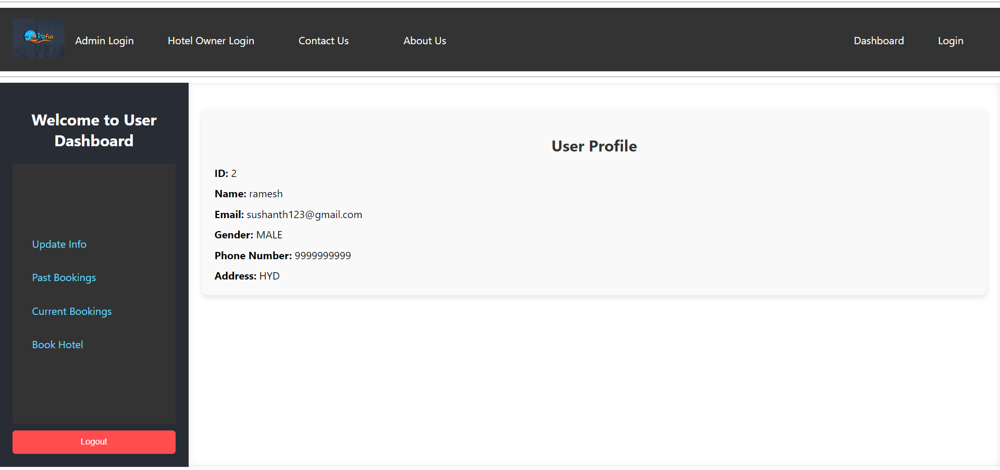 TripFun
Admin Login
Hotel Owner Login
Contact Us
About Us
Dashboard
Login
Welcome to User
Dashboard
Update Info
Past Bookings
Current Bookings
Book Hotel
Logout
User Profile
ID: 2
Name: ramesh
Email: sushanth123@gmail.com
Gender: MALE
Phone Number: 9999999999
Address: HYD